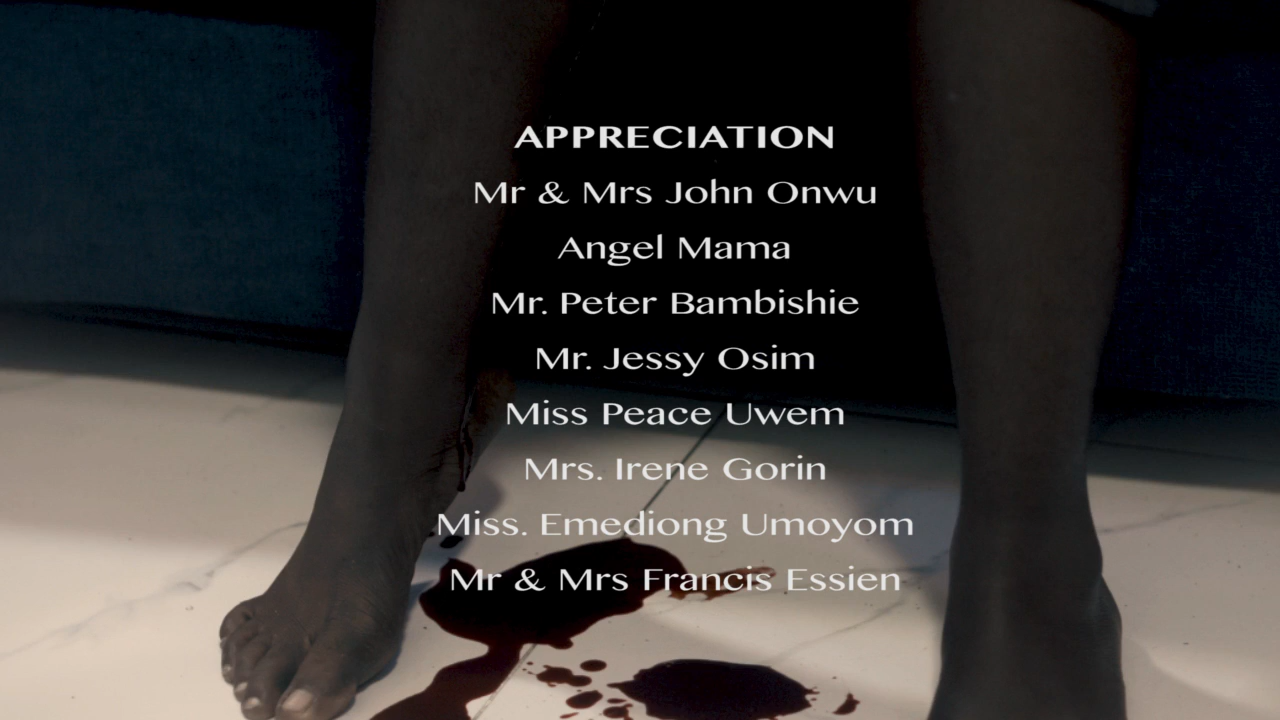 APPRECIATION
Mr & Mrs John Onwu
Angel Mama
Mr. Peter Bambishie
Mr. Jessy Osim
Miss Peace Uwem
Mrs. Irene Gorin
Miss. Emediong Umoyom
Mr & Mrs Francis Essien